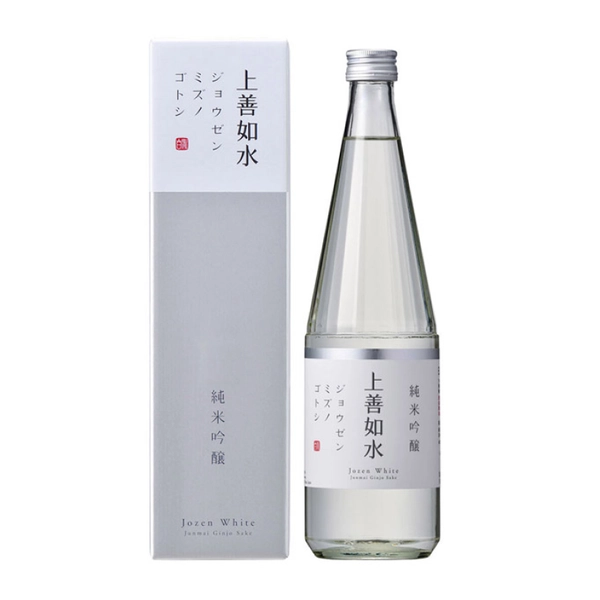 上善如水
ジョウゼン
ミズノ
ゴトシ
純米吟醸
Jozen White
Junmai Ginjo Sake
純米吟醸
上善如水
ジョウゼン
ミズノ
ゴトシ
Jozen White
Junmai Ginjo Sake